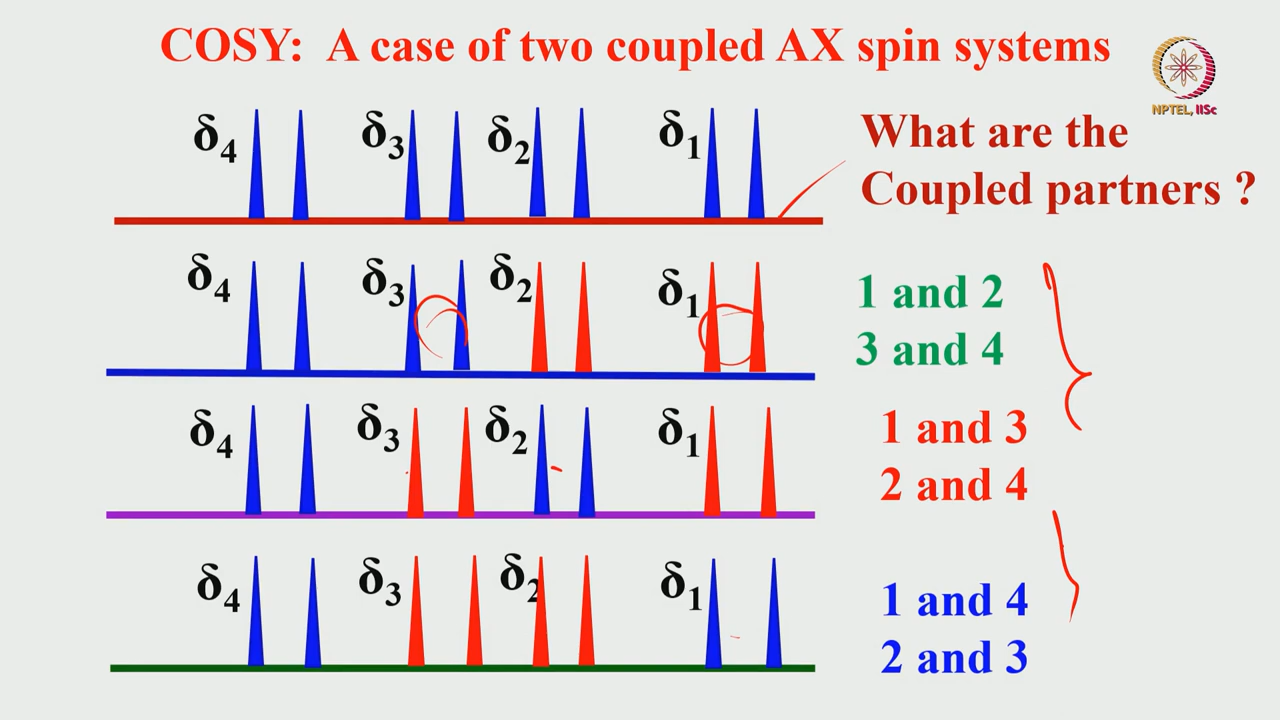 COSY: A case of two coupled AX spin systems
NPTEL, IISc
δ4 δ3 δ2 δ1
What are the
Coupled partners ?
δ4 δ3 δ2 δ1
1 and 2
3 and 4
δ4 δ3 δ2 δ1
1 and 3
2 and 4
δ4 δ3 δ2 δ1
1 and 4
2 and 3